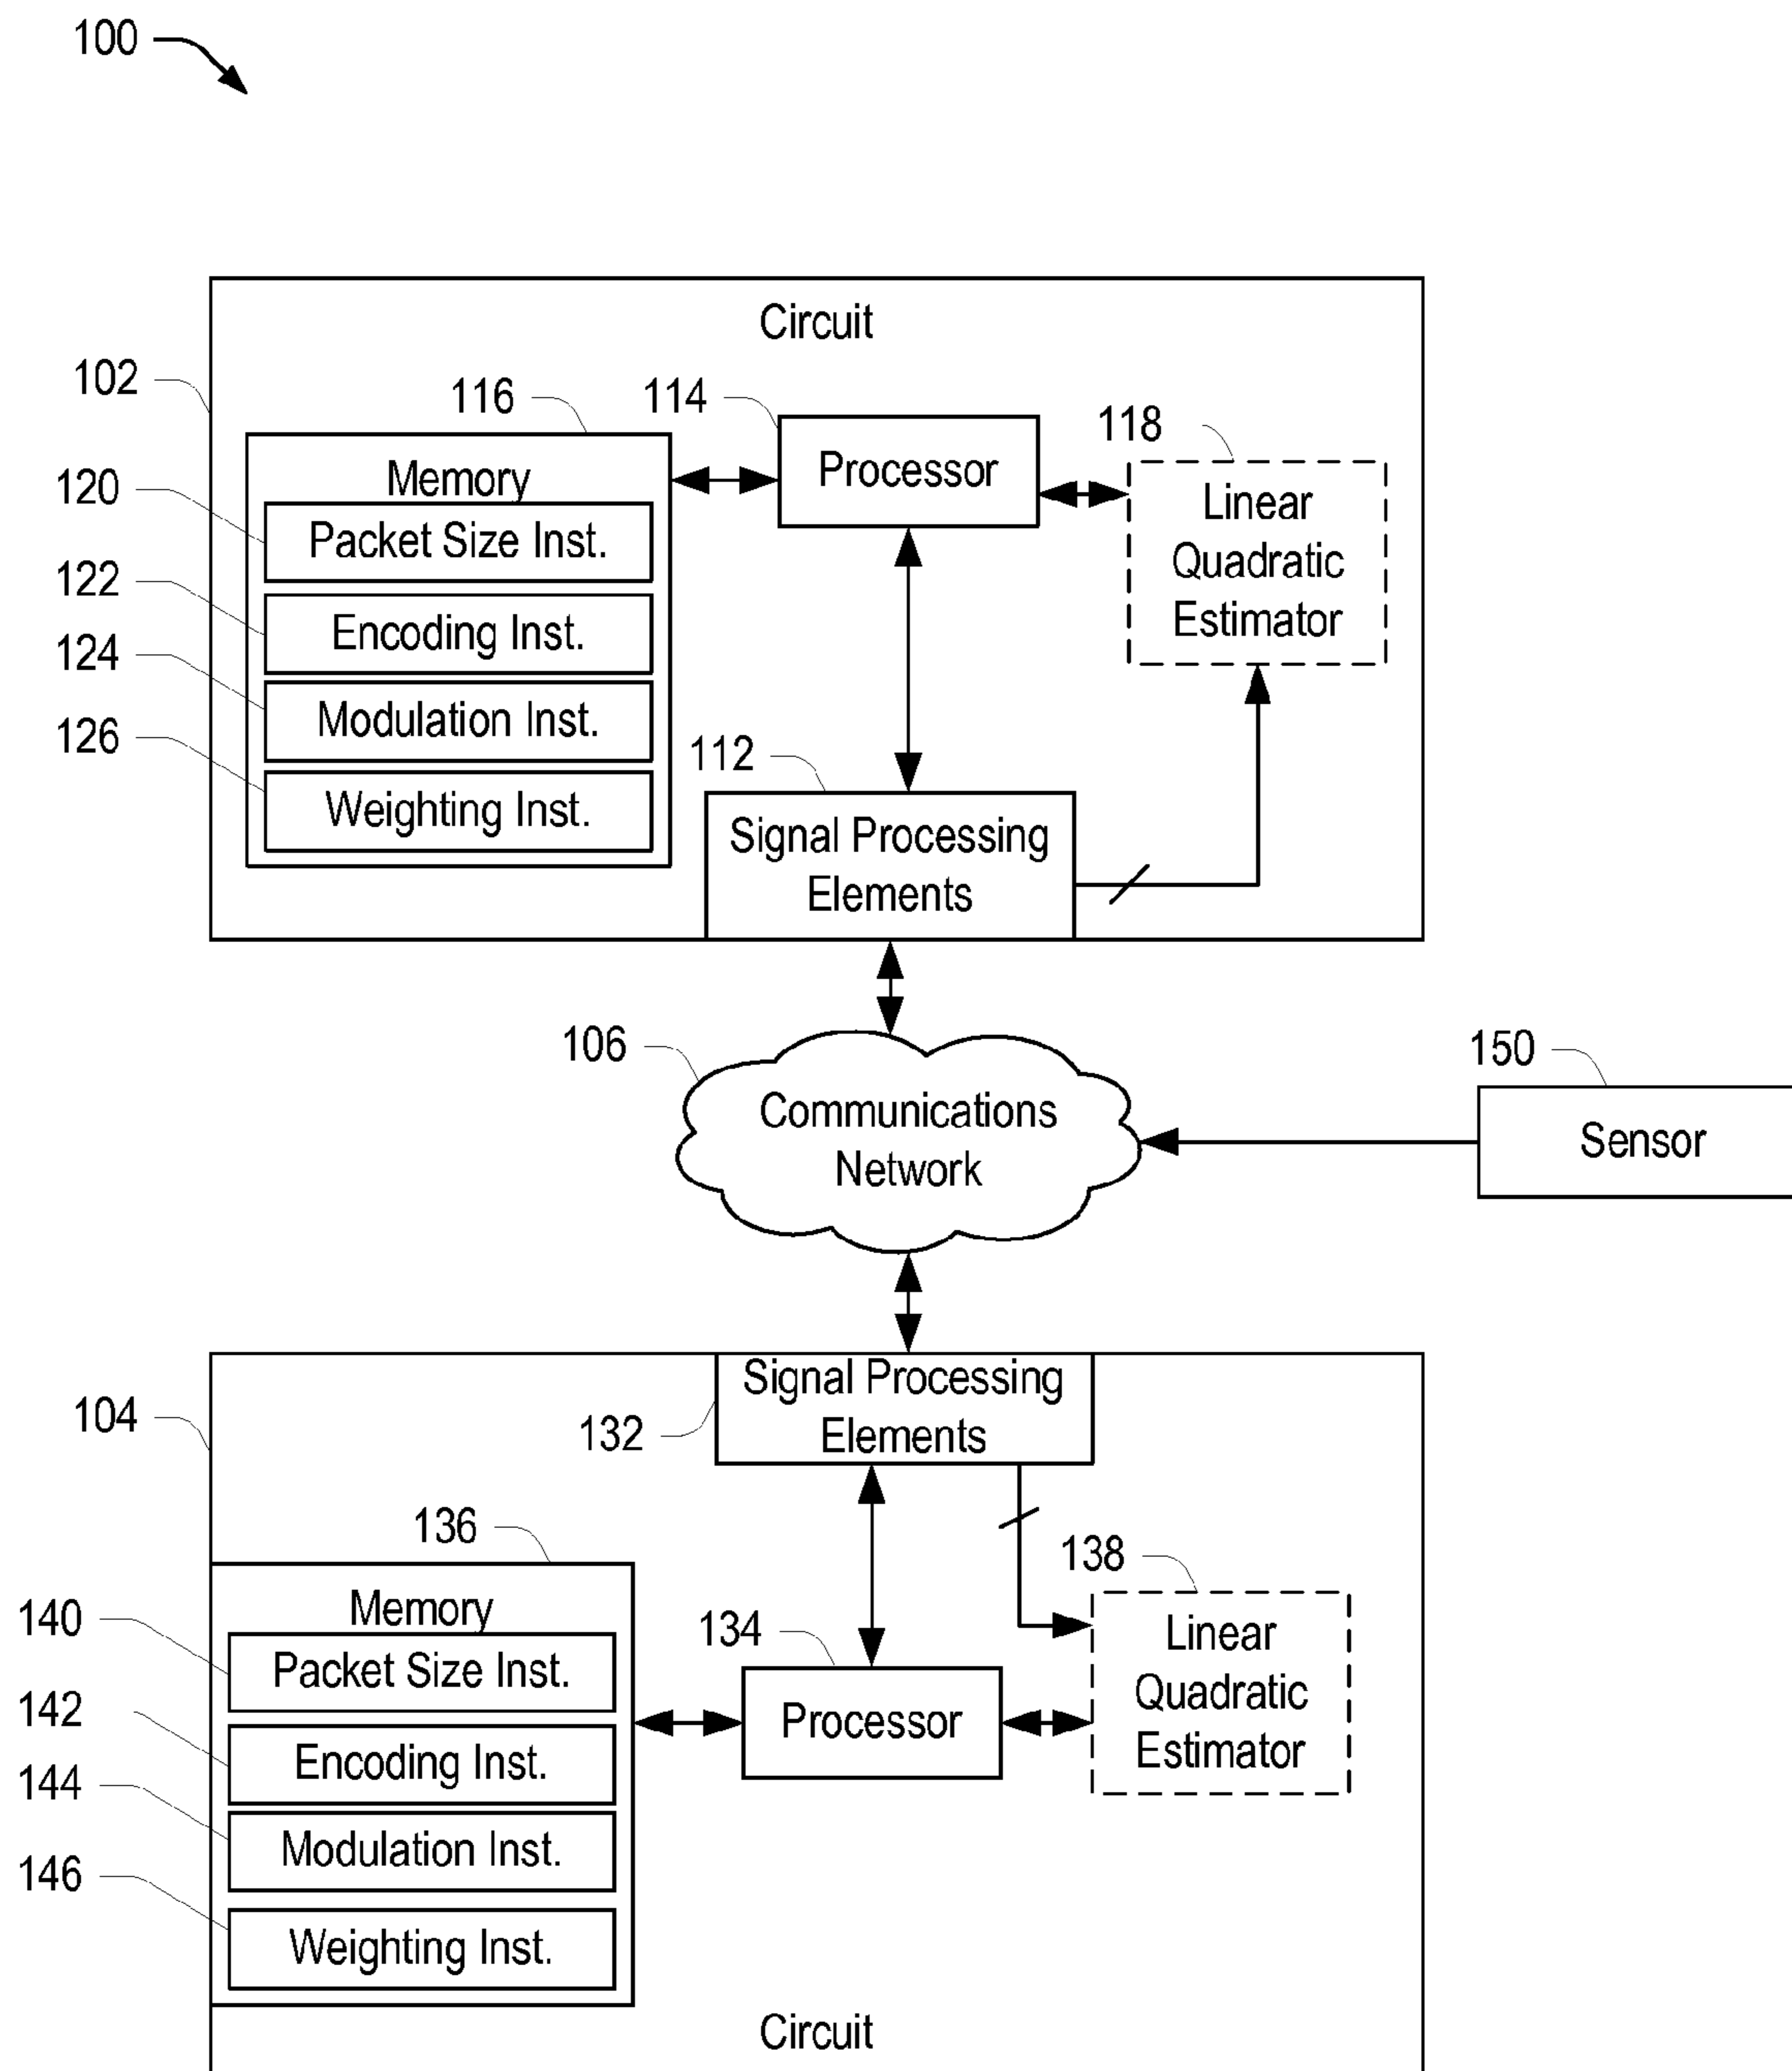 100
Circuit
102
116
114
118
Processor
Memory
120
Packet Size Inst.
Linear
Quadratic
Estimator
122
Encoding Inst.
124
Modulation Inst.
126
Weighting Inst.
112
Signal Processing
Elements
106
Communications
Network
150
Sensor
104
Signal Processing
Elements
132
136
138
Memory
140
Packet Size Inst.
134
Processor
Linear
Quadratic
Estimator
142
Encoding Inst.
144
Modulation Inst.
146
Weighting Inst.
Circuit